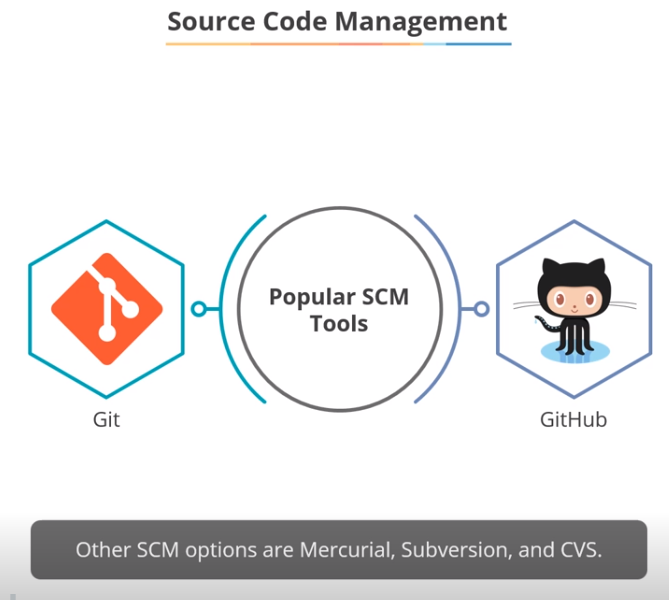 Source Code Management
Popular SCM
Tools
Git
GitHub
Other SCM options are Mercurial, Subversion, and CVS.